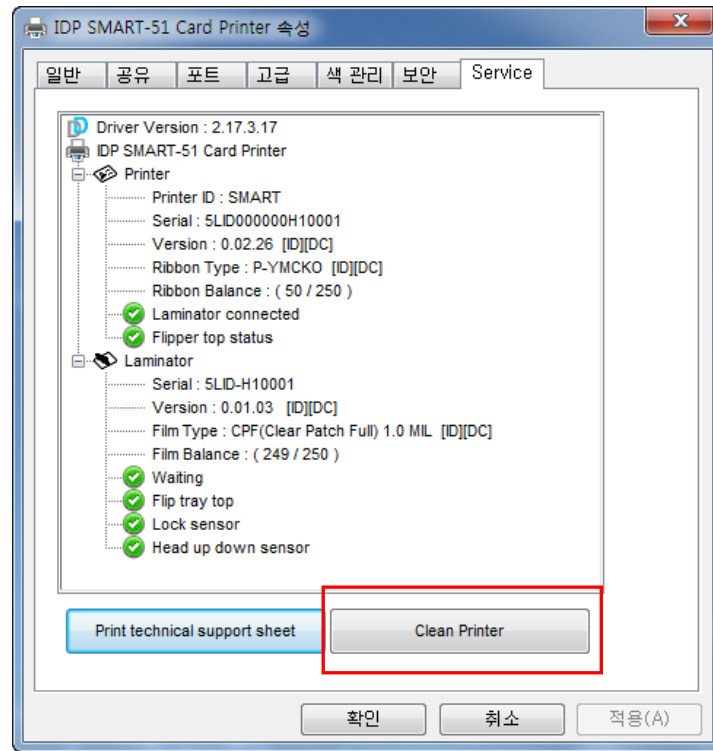 IDP SMART-51 Card Printer 속성
일반 공유 포트 고급 색 관리 보안 Service
Driver Version : 2.17.3.17
IDP SMART-51 Card Printer
Printer
Printer ID : SMART
Serial : 5LID000000H10001
Version : 0.02.26 [ID][DC]
Ribbon Type : P-YMCKO [ID][DC]
Ribbon Balance : ( 50 / 250 )
Laminator connected
Flipper top status
Laminator
Serial : 5LID-H10001
Version : 0.01.03 [ID][DC]
Film Type : CPF(Clear Patch Full) 1.0 MIL [ID][DC]
Film Balance : ( 249 / 250 )
Waiting
Flip tray top
Lock sensor
Head up down sensor
Print technical support sheet Clean Printer
확인 취소 적용(A)